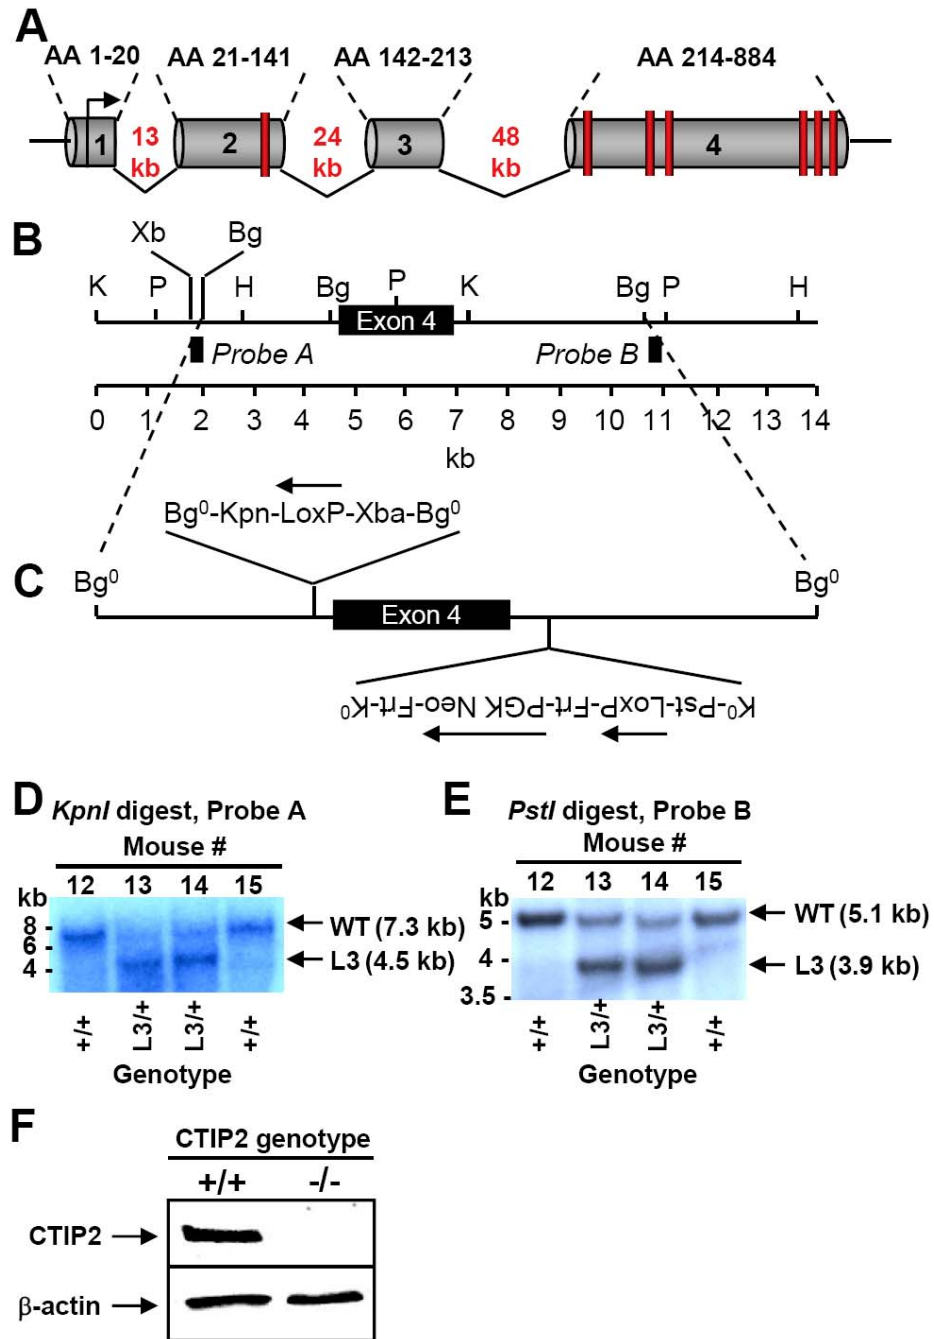 A
AA 1-20 AA 21-141 AA 142-213 AA 214-884
1 13 kb 2 24 kb 3 48 kb 4
B
Xb Bg
K P H Bg P K Bg P H
Exon 4
Probe A Probe B
0 1 2 3 4 5 6 7 8 9 10 11 12 13 14
kb
Bg⁰-Kpn-LoxP-Xba-Bg⁰
C
Bg⁰ Bg⁰
Exon 4
K⁰-Pst-LoxP-Frt-PGK Neo-Frt-K⁰
D
KpnI digest, Probe A
Mouse #
12 13 14 15
kb
8 -
6 -
4 -
WT (7.3 kb)
L3 (4.5 kb)
+/+ L3/+ L3/+ +/+
Genotype
E
PstI digest, Probe B
Mouse #
12 13 14 15
kb
5 -
4 -
3.5 -
WT (5.1 kb)
L3 (3.9 kb)
+/+ L3/+ L3/+ +/+
Genotype
F
CTIP2 genotype
+/+ -/-
CTIP2
β-actin